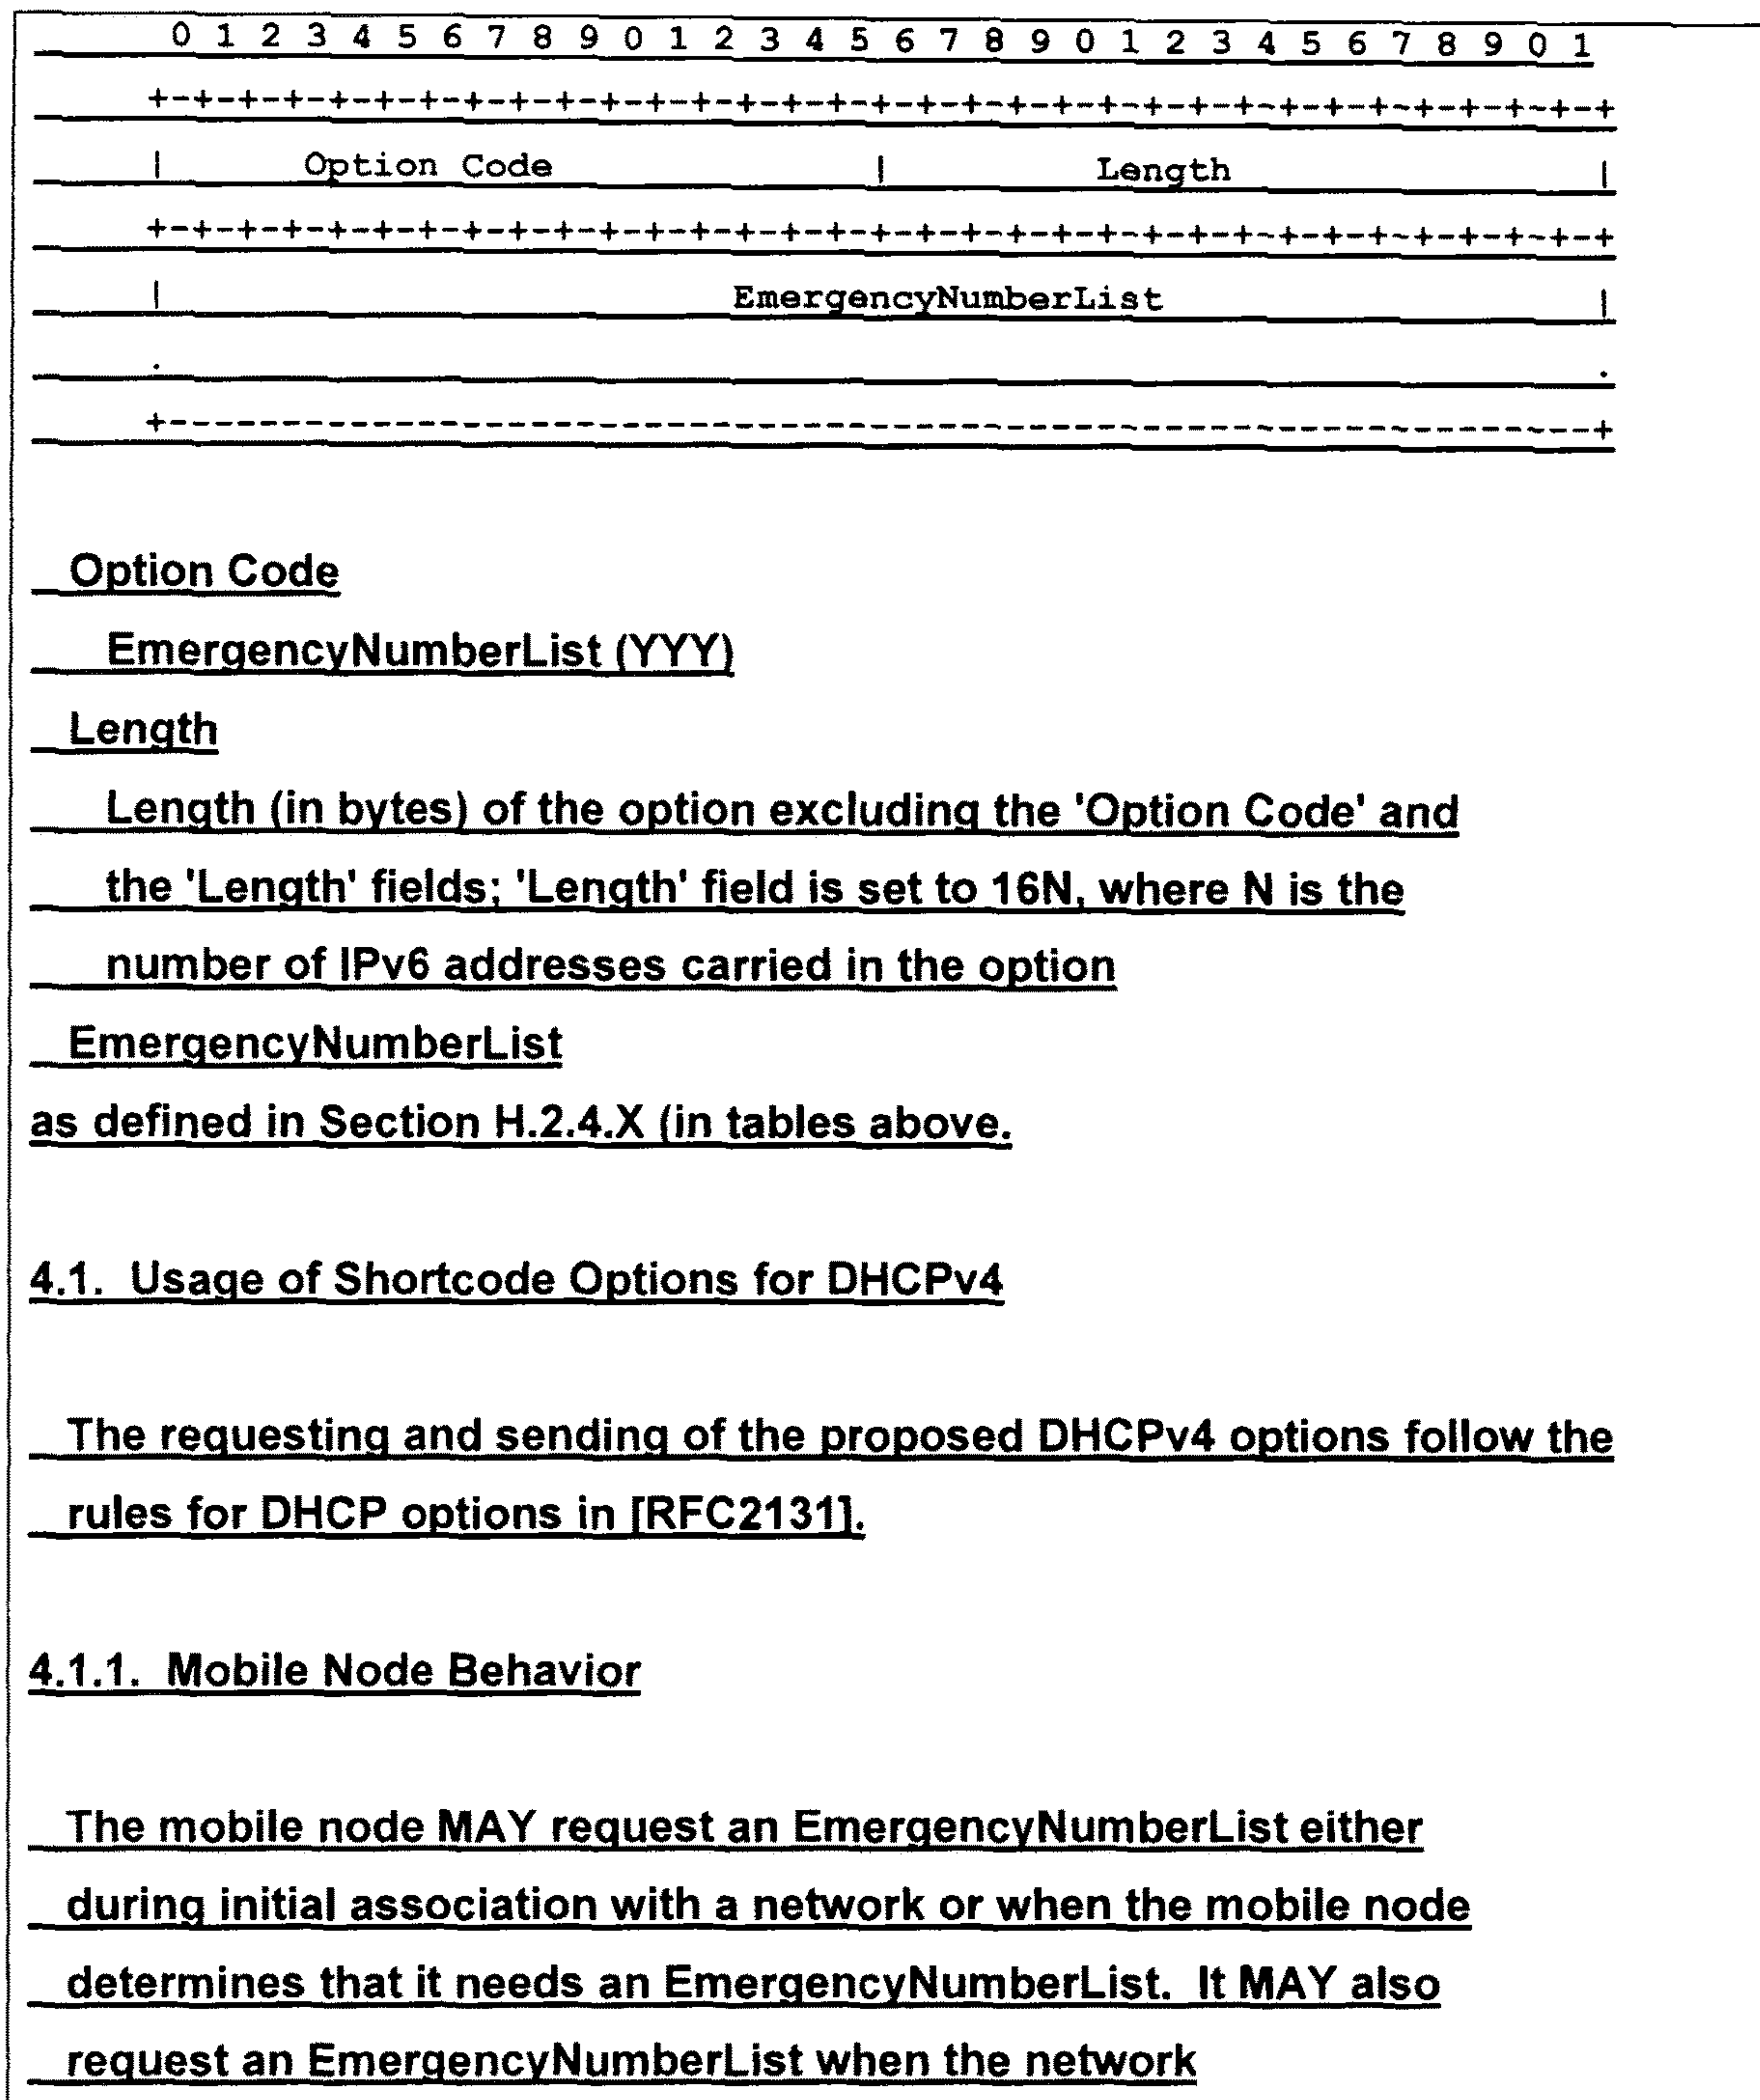 0 1 2 3 4 5 6 7 8 9 0 1 2 3 4 5 6 7 8 9 0 1 2 3 4 5 6 7 8 9 0 1
+-+-+-+-+-+-+-+-+-+-+-+-+-+-+-+-+-+-+-+-+-+-+-+-+-+-+-+-+-+-+-+-+
| Option Code | Length |
+-+-+-+-+-+-+-+-+-+-+-+-+-+-+-+-+-+-+-+-+-+-+-+-+-+-+-+-+-+-+-+-+
| EmergencyNumberList |
. .
+---------------------------------------------------------------+
Option Code
EmergencyNumberList (YYY)
Length
Length (in bytes) of the option excluding the 'Option Code' and
the 'Length' fields; 'Length' field is set to 16N, where N is the
number of IPv6 addresses carried in the option
EmergencyNumberList
as defined in Section H.2.4.X (in tables above.
4.1. Usage of Shortcode Options for DHCPv4
The requesting and sending of the proposed DHCPv4 options follow the
rules for DHCP options in [RFC2131].
4.1.1. Mobile Node Behavior
The mobile node MAY request an EmergencyNumberList either
during initial association with a network or when the mobile node
determines that it needs an EmergencyNumberList. It MAY also
request an EmergencyNumberList when the network